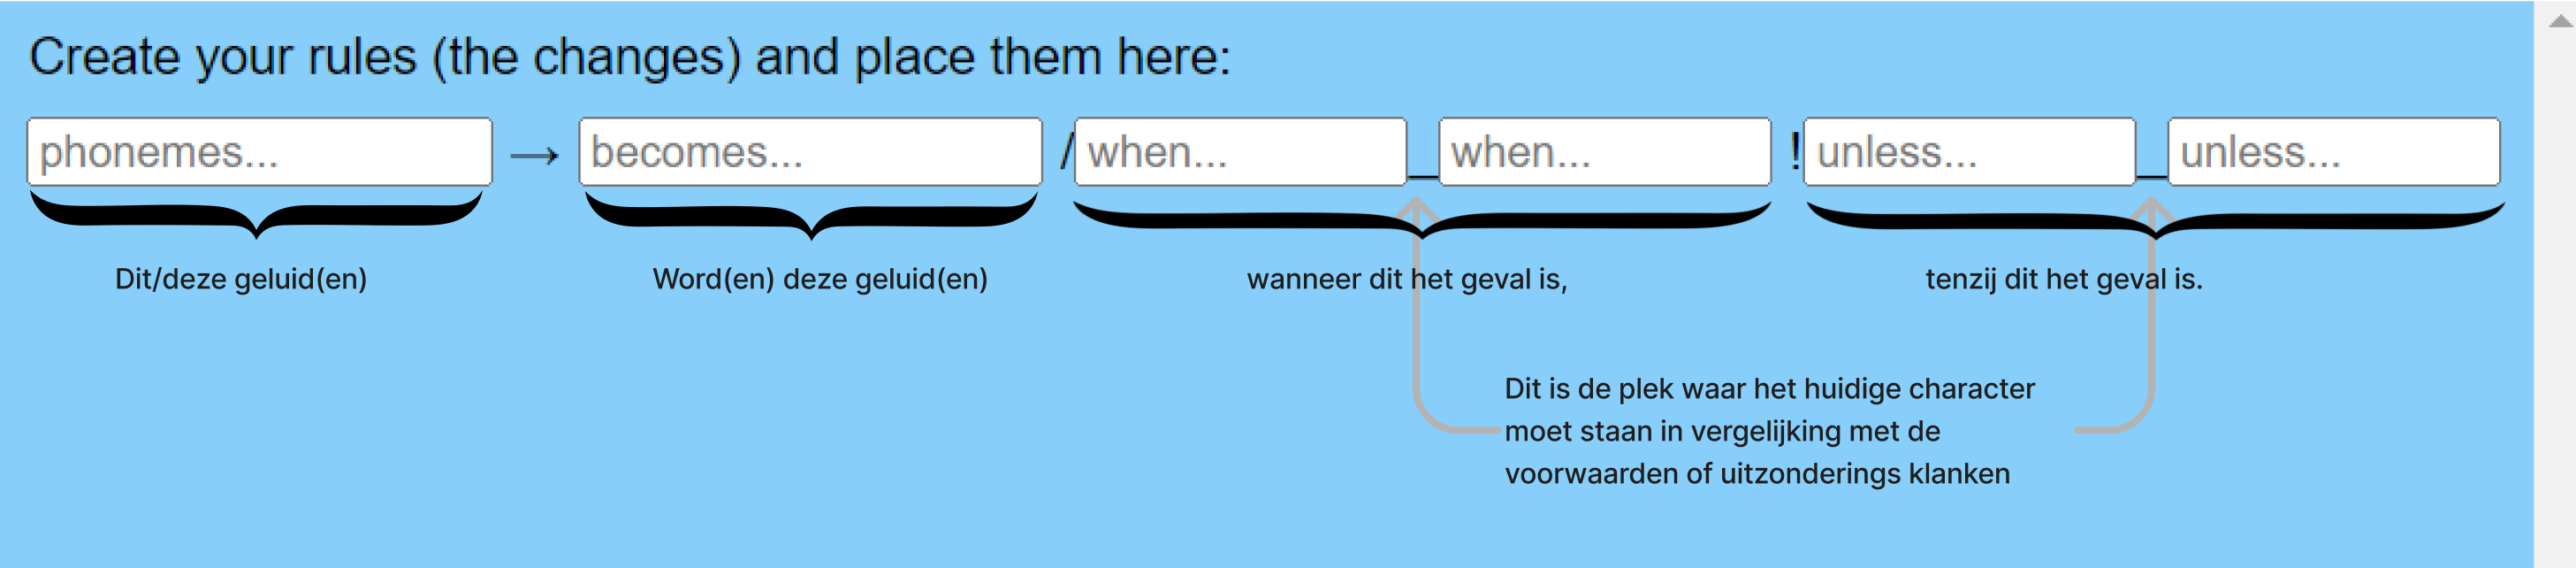 Create your rules (the changes) and place them here:
phonemes... → becomes... /when..._when... !unless..._unless...
Dit/deze geluid(en) Word(en) deze geluid(en) wanneer dit het geval is, tenzij dit het geval is.
Dit is de plek waar het huidige character
moet staan in vergelijking met de
voorwaarden of uitzonderings klanken